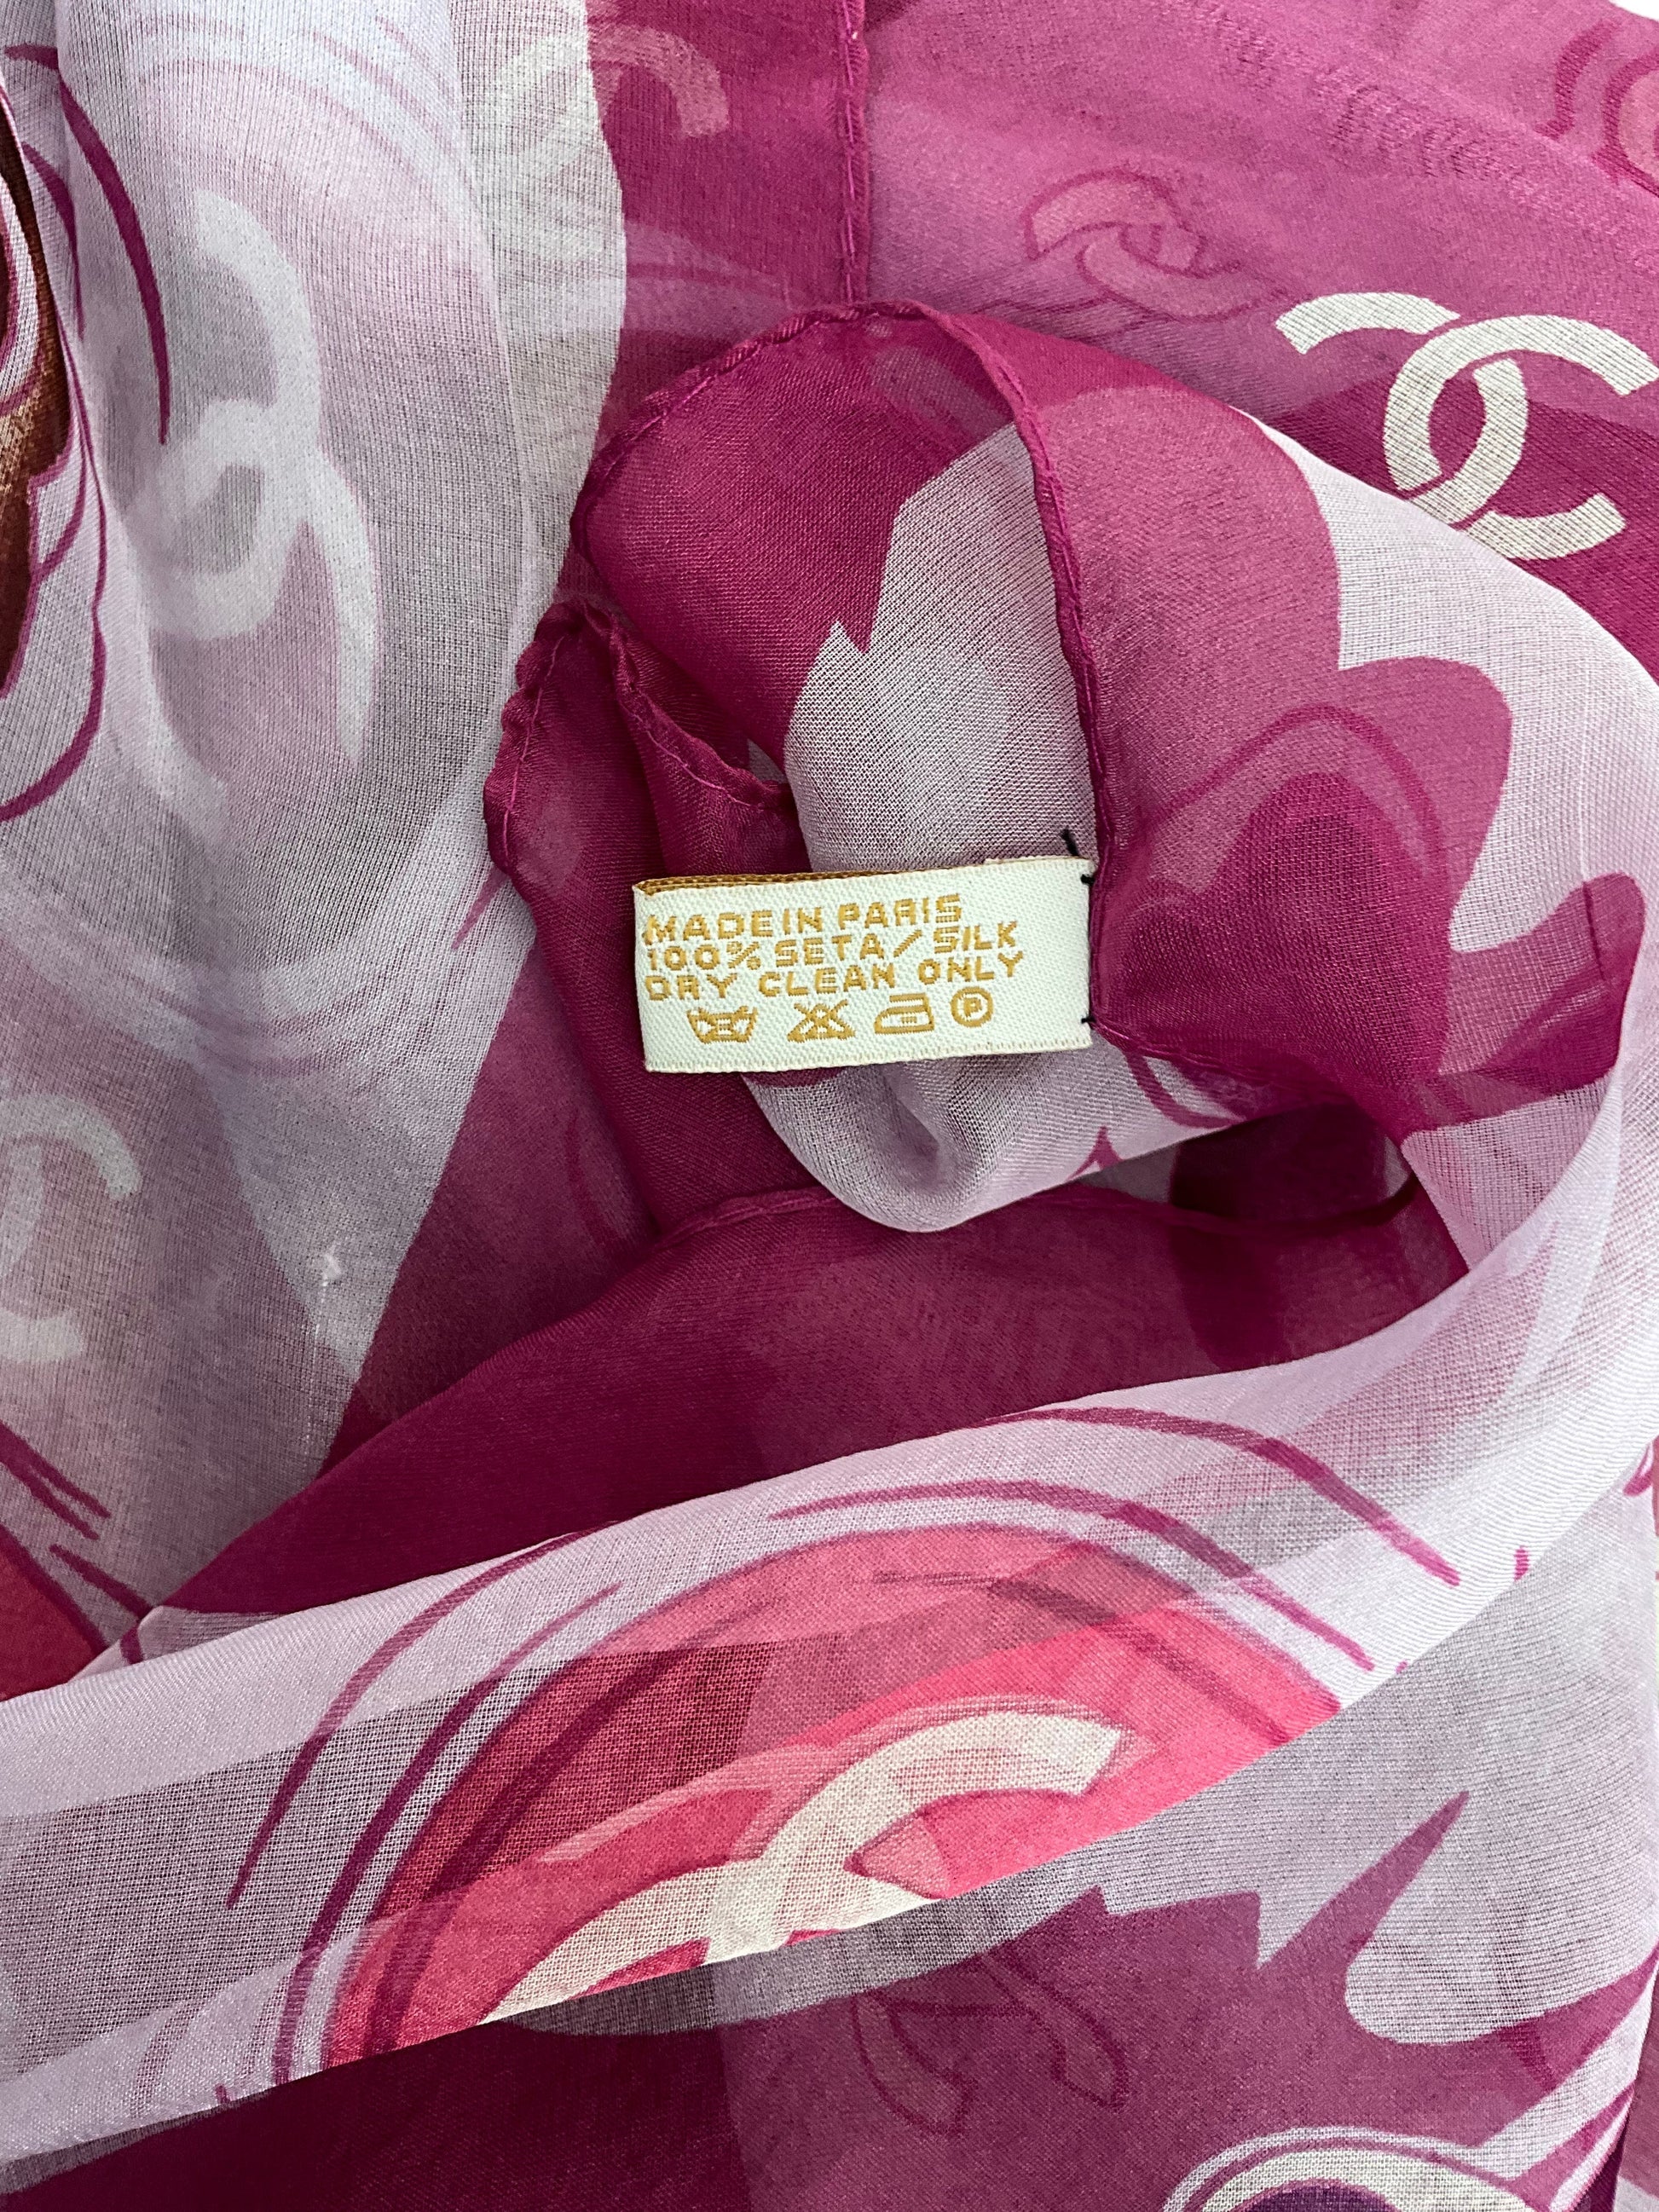 MADE IN PARIS
100% SETA / SILK
DRY CLEAN ONLY
P